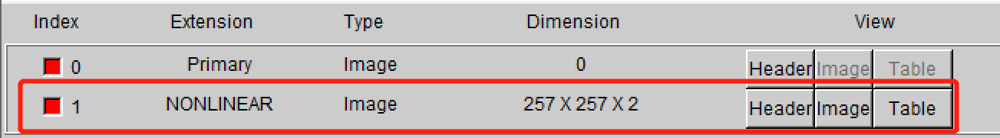 Index Extension Type Dimension View
0 Primary Image 0 Header Image Table
1 NONLINEAR Image 257 X 257 X 2 Header Image Table